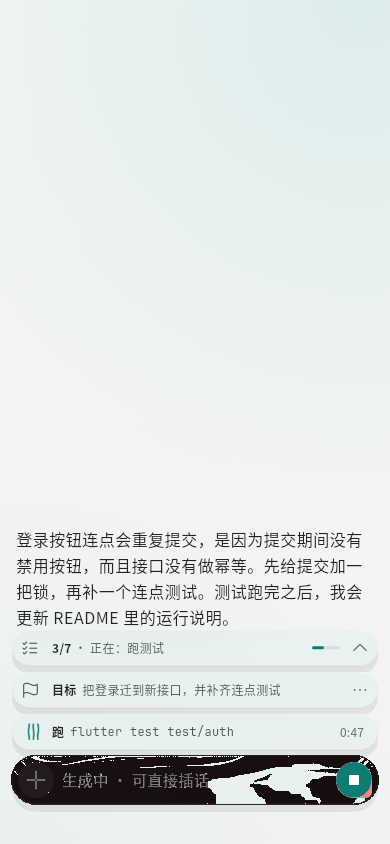 登录按钮连点会重复提交，是因为提交期间没有
禁用按钮，而且接口没有做幂等。先给提交加一
把锁，再补一个连点测试。测试跑完之后，我会
更新 README 里的运行说明。
3/7 · 正在：跑测试
目标 把登录迁到新接口，并补齐连点测试
跑 flutter test test/auth 0:47
生成中 · 可直接插话